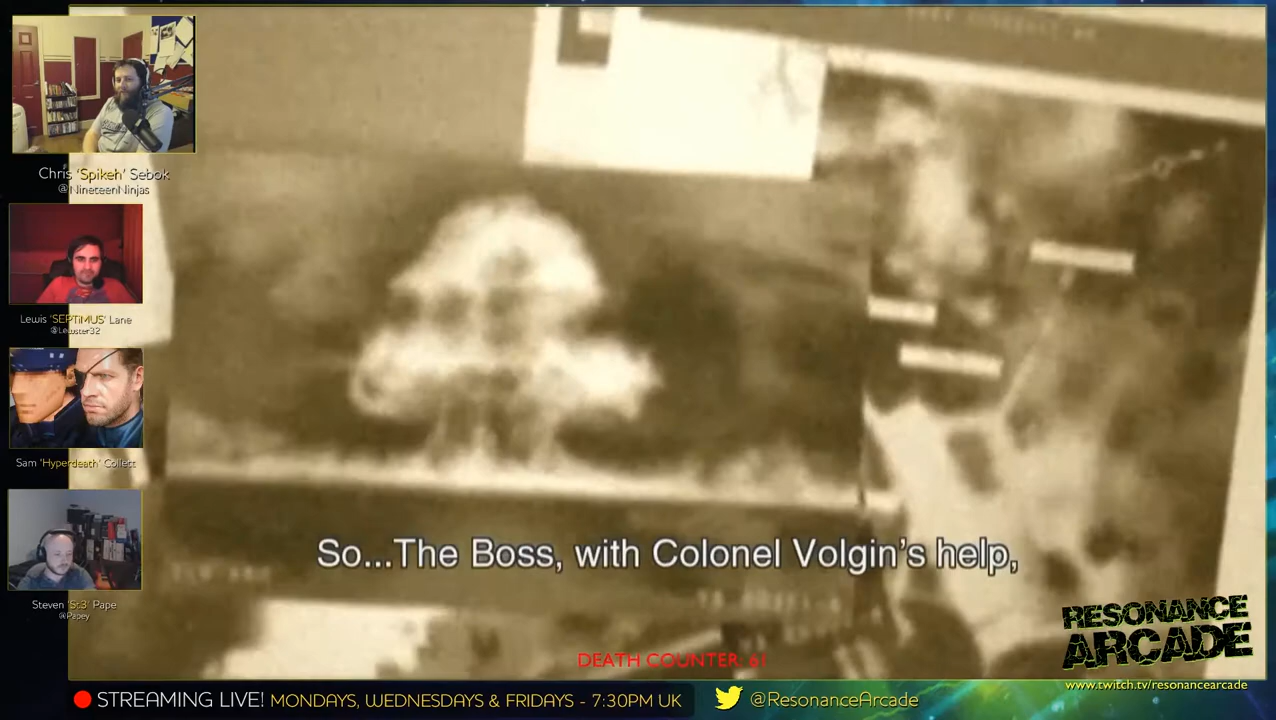 Chris 'Spikeh' Sebok
@NineteenNinjas
Lewis 'SEPTiMUS' Lane
@Lewster32
Sam 'Hyperdeath' Collett
Steven 'St3' Pape
@Papey
So...The Boss, with Colonel Volgin's help,
DEATH COUNTER: 61
RESONANCE
ARCADE
www.twitch.tv/resonancearcade
STREAMING LIVE! MONDAYS, WEDNESDAYS & FRIDAYS - 7:30PM UK
@ResonanceArcade